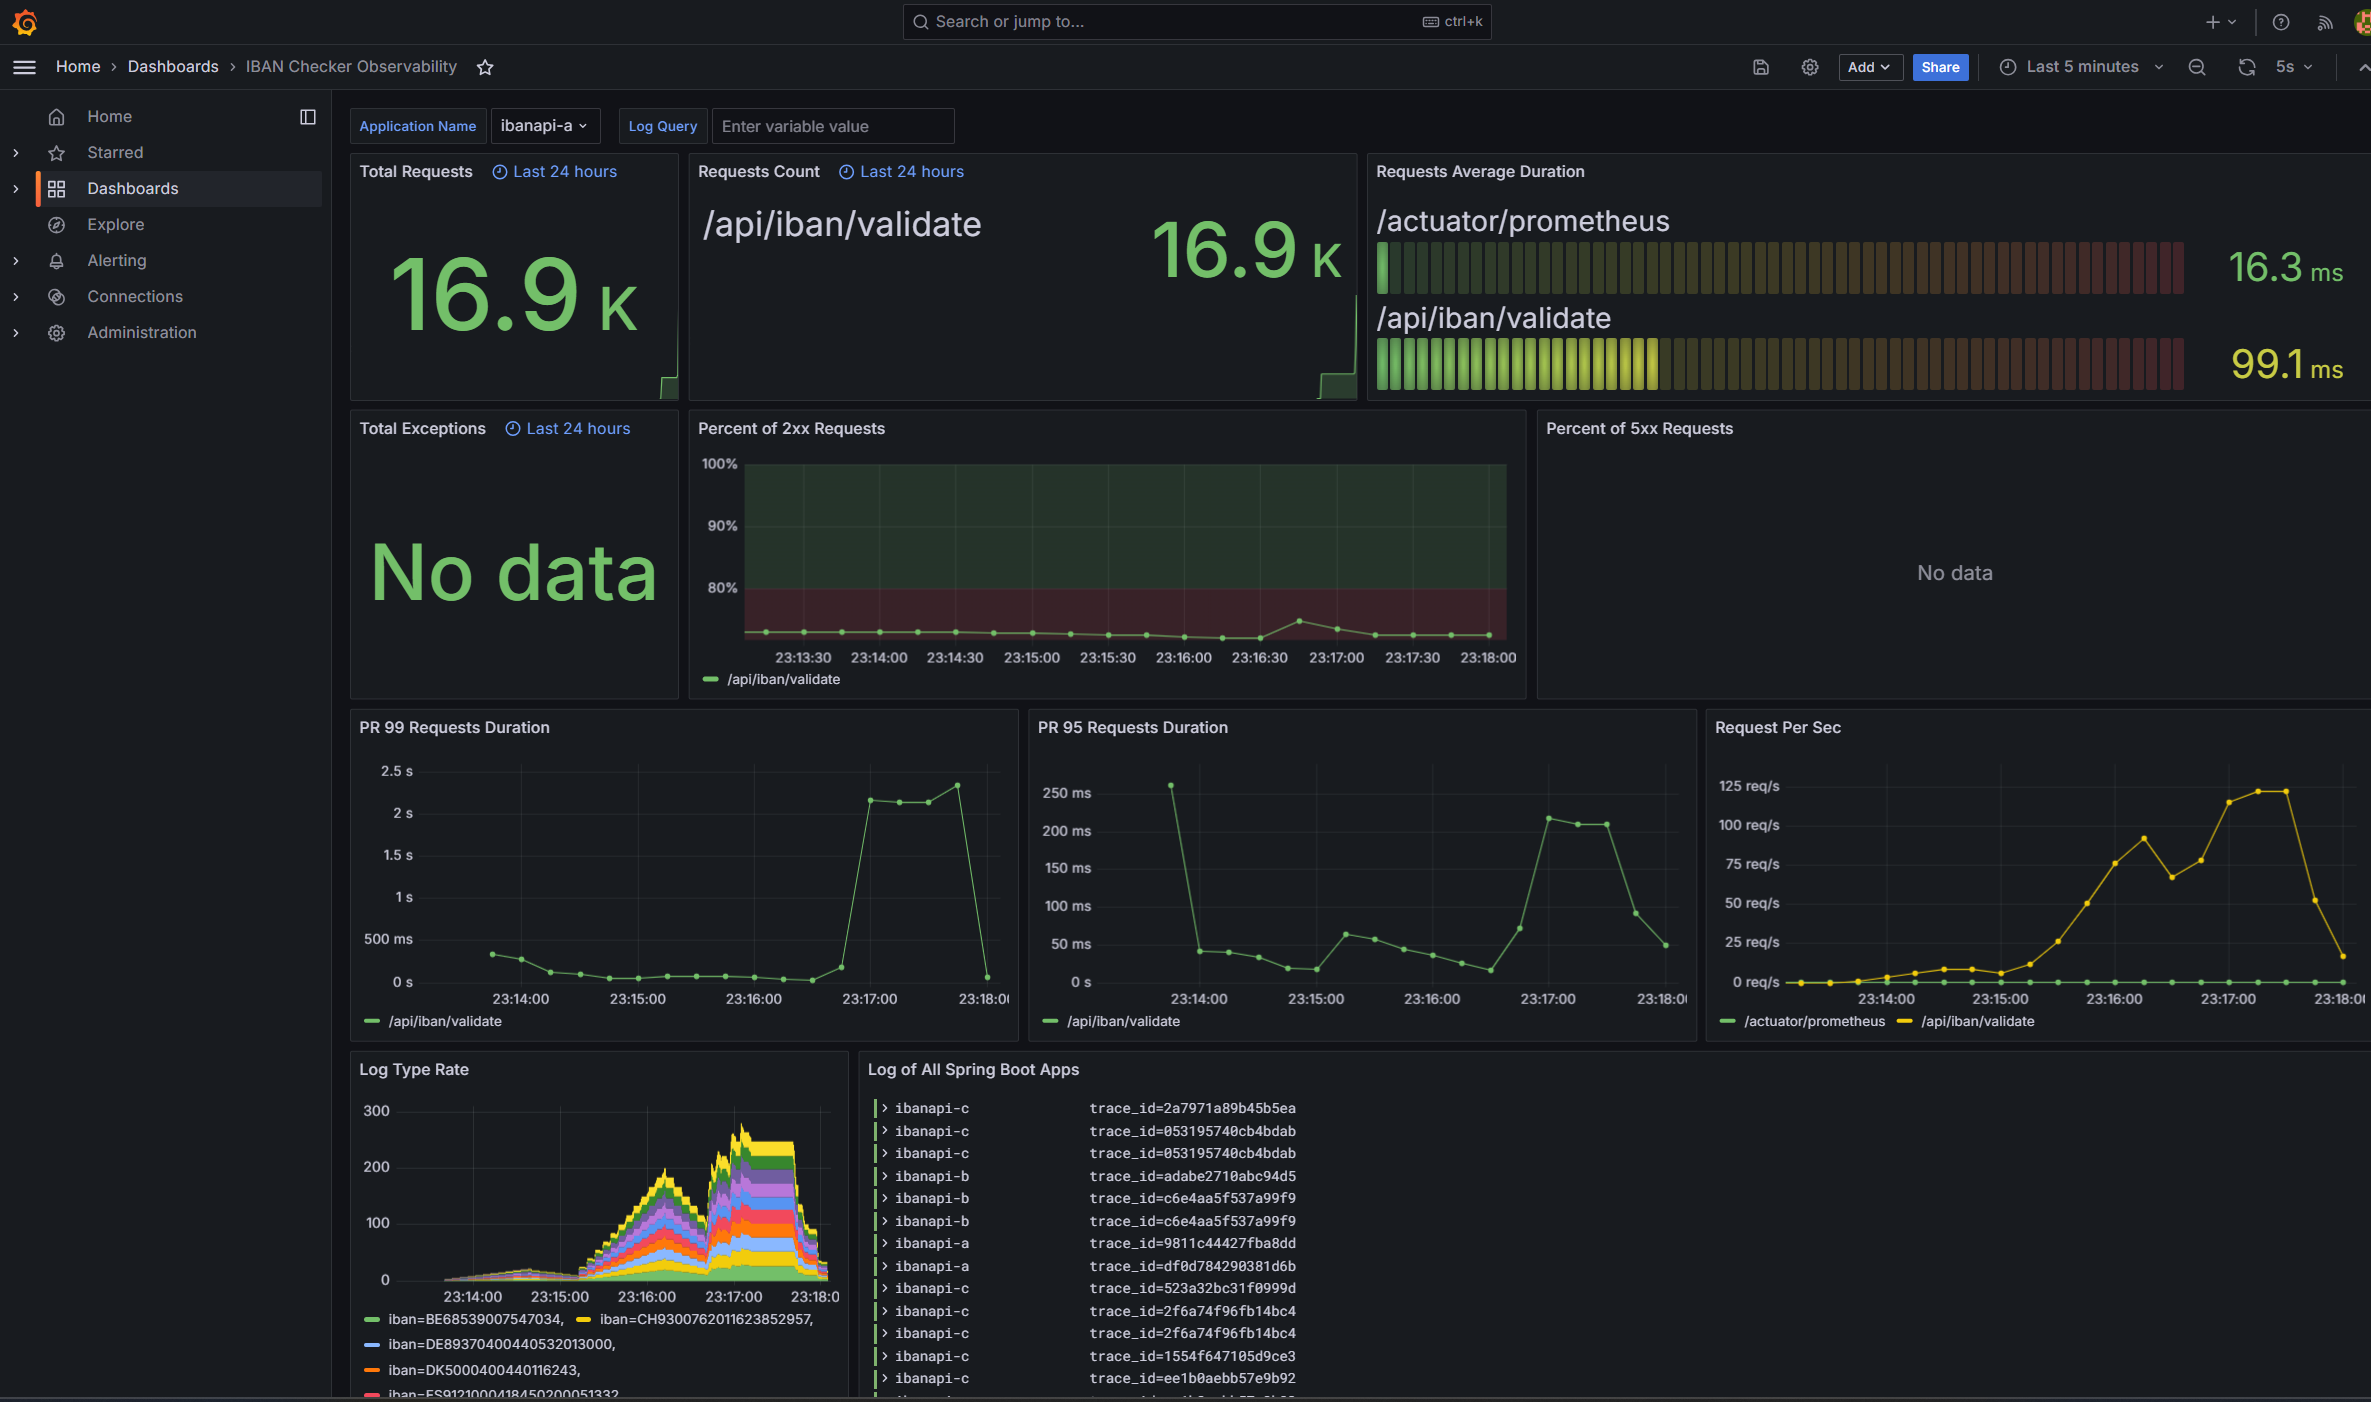 Search or jump to...
ctrl+k
Home
Dashboards
IBAN Checker Observability
Add
Share
Last 5 minutes
5s
Home
Starred
Dashboards
Explore
Alerting
Connections
Administration
Application Name
ibanapi-a
Log Query
Enter variable value
Total Requests
Last 24 hours
16.9 K
Requests Count
Last 24 hours
/api/iban/validate
16.9 K
Requests Average Duration
/actuator/prometheus
16.3 ms
/api/iban/validate
99.1 ms
Total Exceptions
Last 24 hours
No data
Percent of 2xx Requests
100%
90%
80%
23:13:30 23:14:00 23:14:30 23:15:00 23:15:30 23:16:00 23:16:30 23:17:00 23:17:30 23:18:00
/api/iban/validate
Percent of 5xx Requests
No data
PR 99 Requests Duration
2.5 s
2 s
1.5 s
1 s
500 ms
0 s
23:14:00 23:15:00 23:16:00 23:17:00 23:18:0
/api/iban/validate
PR 95 Requests Duration
250 ms
200 ms
150 ms
100 ms
50 ms
0 s
23:14:00 23:15:00 23:16:00 23:17:00 23:18:0
/api/iban/validate
Request Per Sec
125 req/s
100 req/s
75 req/s
50 req/s
25 req/s
0 req/s
23:14:00 23:15:00 23:16:00 23:17:00 23:18:0
/actuator/prometheus /api/iban/validate
Log Type Rate
300
200
100
0
23:14:00 23:15:00 23:16:00 23:17:00 23:18:0
iban=BE68539007547034, iban=CH9300762011623852957,
iban=DE89370400440532013000,
iban=DK5000400440116243,
iban=ES9121000418450200051332
Log of All Spring Boot Apps
ibanapi-c trace_id=2a7971a89b45b5ea
ibanapi-c trace_id=053195740cb4bdab
ibanapi-c trace_id=053195740cb4bdab
ibanapi-b trace_id=adabe2710abc94d5
ibanapi-b trace_id=c6e4aa5f537a99f9
ibanapi-b trace_id=c6e4aa5f537a99f9
ibanapi-a trace_id=9811c44427fba8dd
ibanapi-a trace_id=df0d784290381d6b
ibanapi-c trace_id=523a32bc31f0999d
ibanapi-c trace_id=2f6a74f96fb14bc4
ibanapi-c trace_id=2f6a74f96fb14bc4
ibanapi-c trace_id=1554f647105d9ce3
ibanapi-c trace_id=ee1b0aebb57e9b92